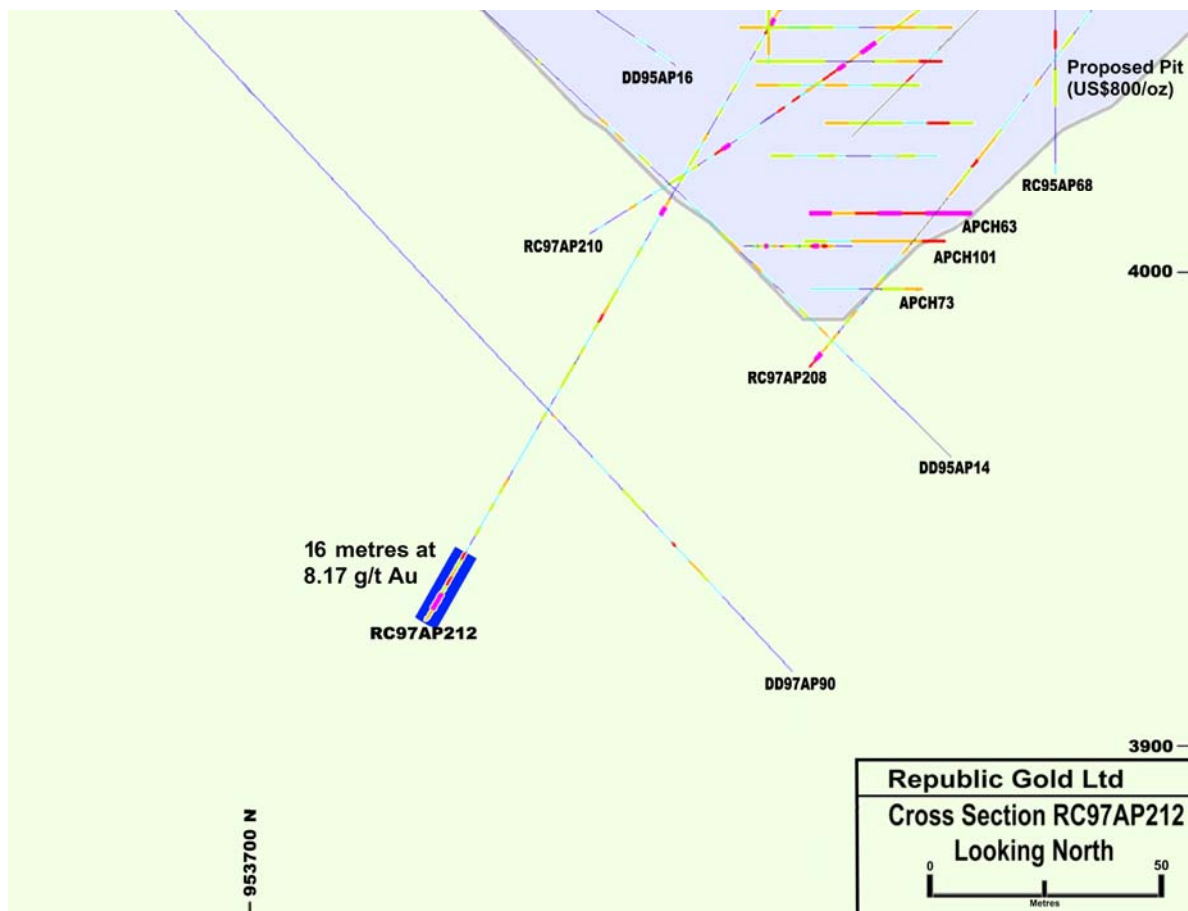 DD95AP16
Proposed Pit
(US$800/oz)
RC95AP68
APCH63
RC97AP210
APCH101
4000
APCH73
RC97AP208
DD95AP14
16 metres at
8.17 g/t Au
RC97AP212
DD97AP90
3900
953700 N
Republic Gold Ltd
Cross Section RC97AP212
Looking North
0 50
Metres